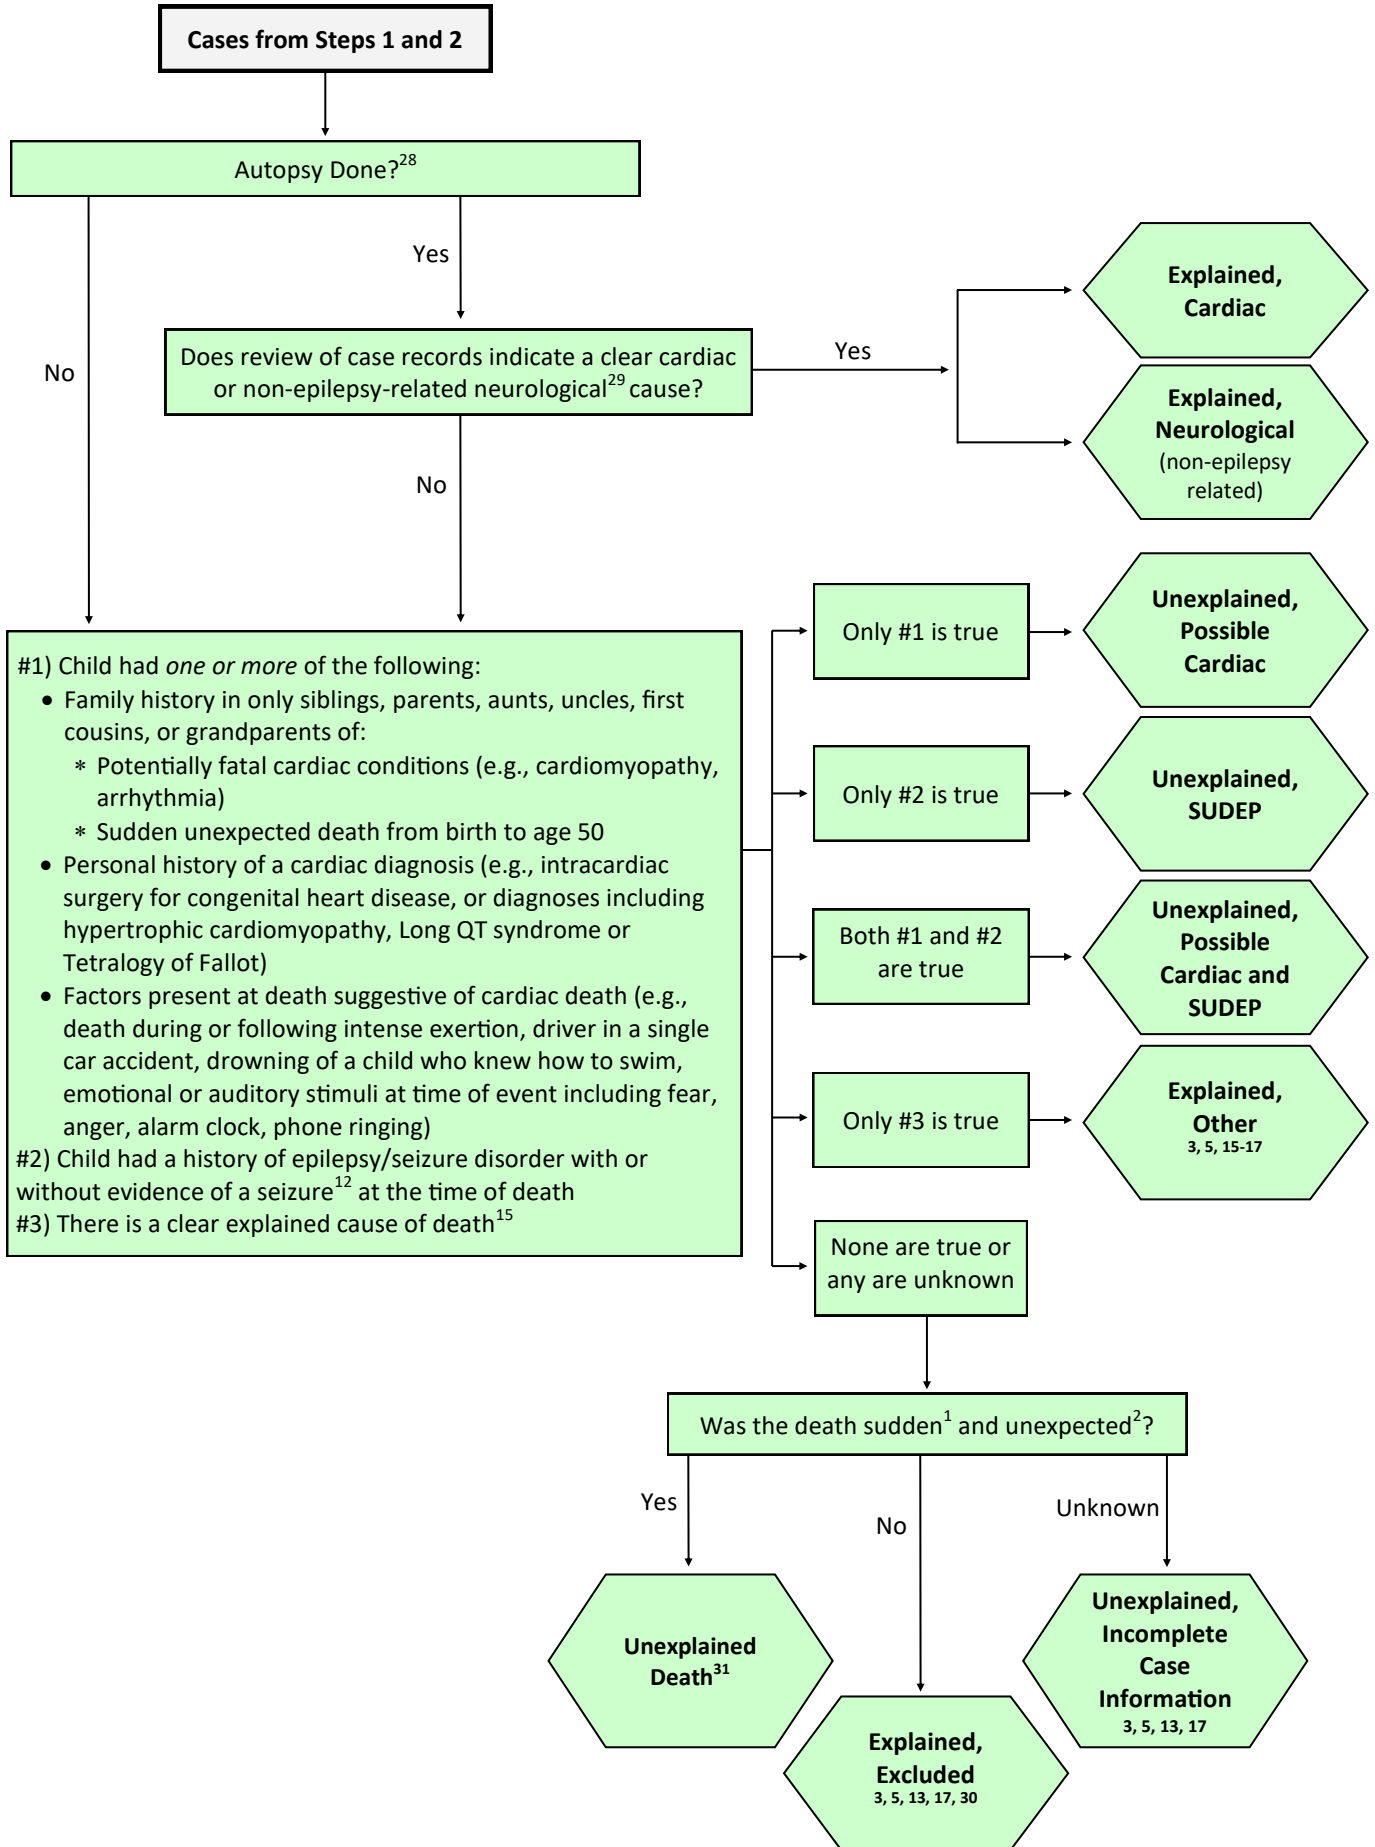 Cases from Steps 1 and 2
Autopsy Done?28
Yes
No
Does review of case records indicate a clear cardiac
or non-epilepsy-related neurological29 cause?
Yes
No
Explained,
Cardiac
Explained,
Neurological
(non-epilepsy
related)
#1) Child had one or more of the following:
• Family history in only siblings, parents, aunts, uncles, first
cousins, or grandparents of:
* Potentially fatal cardiac conditions (e.g., cardiomyopathy,
arrhythmia)
* Sudden unexpected death from birth to age 50
• Personal history of a cardiac diagnosis (e.g., intracardiac
surgery for congenital heart disease, or diagnoses including
hypertrophic cardiomyopathy, Long QT syndrome or
Tetralogy of Fallot)
• Factors present at death suggestive of cardiac death (e.g.,
death during or following intense exertion, driver in a single
car accident, drowning of a child who knew how to swim,
emotional or auditory stimuli at time of event including fear,
anger, alarm clock, phone ringing)
#2) Child had a history of epilepsy/seizure disorder with or
without evidence of a seizure12 at the time of death
#3) There is a clear explained cause of death15
Only #1 is true
Unexplained,
Possible
Cardiac
Only #2 is true
Unexplained,
SUDEP
Both #1 and #2
are true
Unexplained,
Possible
Cardiac and
SUDEP
Only #3 is true
Explained,
Other
3, 5, 15-17
None are true or
any are unknown
Was the death sudden1 and unexpected2?
Yes
No
Unknown
Unexplained
Death31
Explained,
Excluded
3, 5, 13, 17, 30
Unexplained,
Incomplete
Case
Information
3, 5, 13, 17